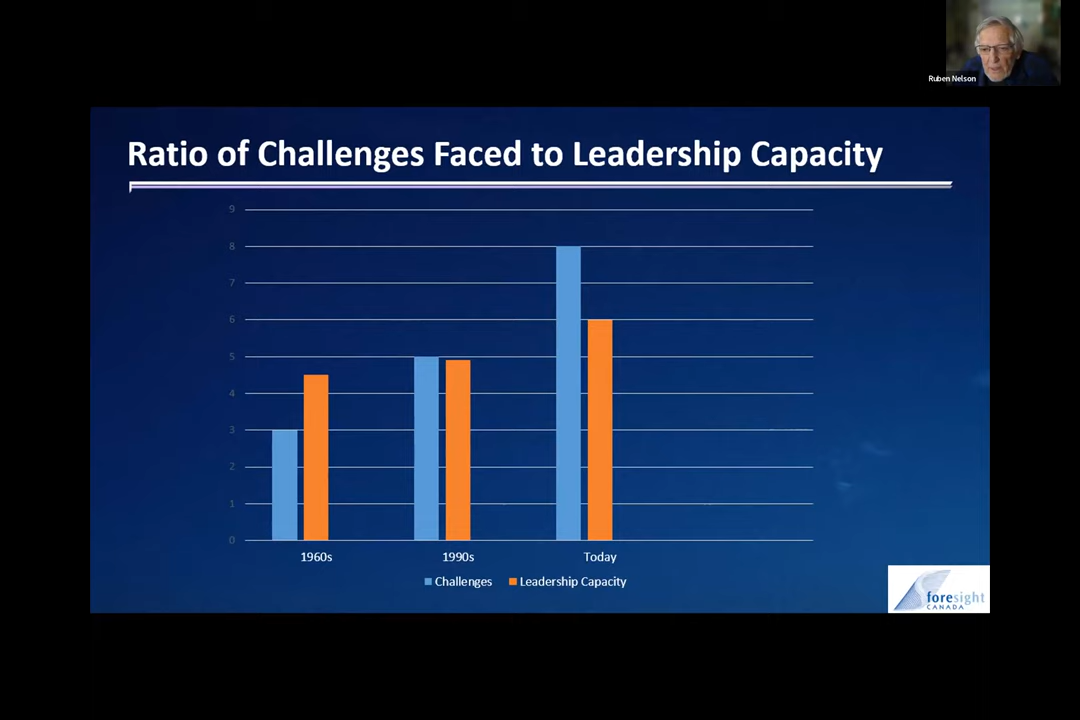 Ruben Nelson
Ratio of Challenges Faced to Leadership Capacity
9
8
7
6
5
4
3
2
1
0
1960s
1990s
Today
Challenges
Leadership Capacity
foresight
CANADA